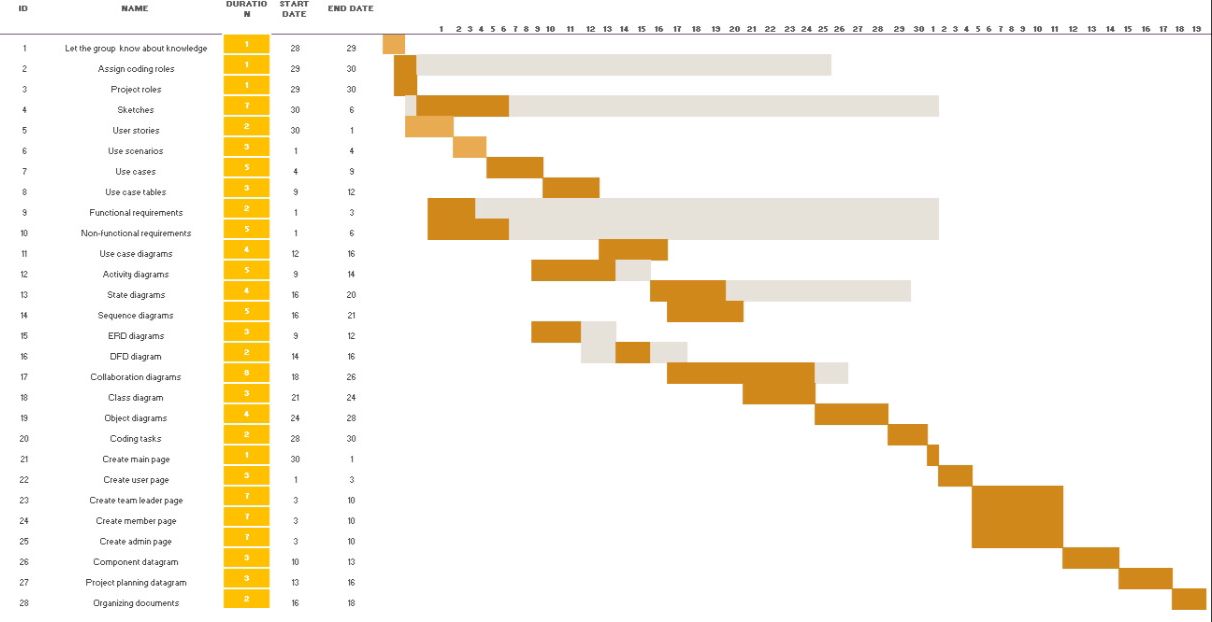 ID NAME DURATIO N START DATE END DATE
1 2 3 4 5 6 7 8 9 10 11 12 13 14 15 16 17 18 19 20 21 22 23 24 25 26 27 28 29 30 1 2 3 4 5 6 7 8 9 10 11 12 13 14 15 16 17 18 19
1 Let the group know about knowledge 1 28 29
2 Assign coding roles 1 29 30
3 Project roles 1 29 30
4 Sketches 7 30 6
5 User stories 2 30 1
6 Use scenarios 3 1 4
7 Use cases 5 4 9
8 Use case tables 3 9 12
9 Functional requirements 2 1 3
10 Non-functional requirements 5 1 6
11 Use case diagrams 4 12 16
12 Activity diagrams 5 9 14
13 State diagrams 4 16 20
14 Sequence diagrams 5 16 21
15 ERD diagrams 3 9 12
16 DFD diagram 2 14 16
17 Collaboration diagrams 8 18 26
18 Class diagram 3 21 24
19 Object diagrams 4 24 28
20 Coding tasks 2 28 30
21 Create main page 1 30 1
22 Create user page 3 1 3
23 Create team leader page 7 3 10
24 Create member page 7 3 10
25 Create admin page 7 3 10
26 Component datagram 3 10 13
27 Project planning datagram 3 13 16
28 Organizing documents 2 16 18